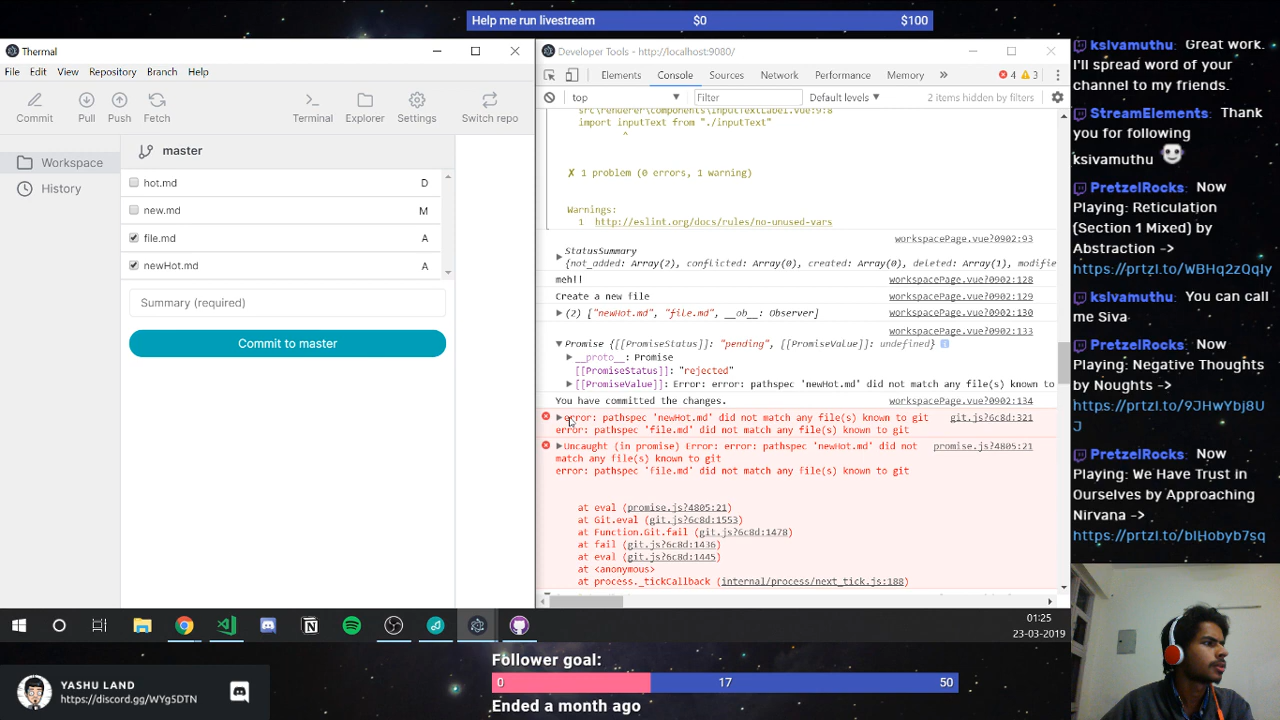 Help me run livestream $0 $100
Thermal
File Edit View Repository Branch Help
Commit Pull Push Fetch Terminal Settings Switch repo
Workspace
History
master
hot.md D
new.md M
file.md A
newHot.md A
Summary (required)
Commit to master
Developer Tools - http://localhost:9080/
Elements Console Sources Network Performance Memory » 4 3
top Filter Default levels 2 items hidden by filters
src\renderer\components\inputTextLabel.vue:9:8
import inputText from "./inputText"
^
✗ 1 problem (0 errors, 1 warning)
Warnings:
1 http://eslint.org/docs/rules/no-unused-vars
workspacePage.vue?0902:93
StatusSummary
{not_added: Array(2), conflicted: Array(0), created: Array(0), deleted: Array(1), modifie
meh!! workspacePage.vue?0902:128
Create a new file workspacePage.vue?0902:129
(2) ["newHot.md", "file.md", __ob__: Observer] workspacePage.vue?0902:130
workspacePage.vue?0902:133
Promise {[[PromiseStatus]]: "pending", [[PromiseValue]]: undefined}
__proto__: Promise
[[PromiseStatus]]: "rejected"
[[PromiseValue]]: Error: error: pathspec 'newHot.md' did not match any file(s) known to
You have committed the changes. workspacePage.vue?0902:134
error: pathspec 'newHot.md' did not match any file(s) known to git git.js?6c8d:321
error: pathspec 'file.md' did not match any file(s) known to git
Uncaught (in promise) Error: error: pathspec 'newHot.md' did not promise.js?4805:21
match any file(s) known to git
error: pathspec 'file.md' did not match any file(s) known to git
at eval (promise.js?4805:21)
at Git.eval (git.js?6c8d:1553)
at Function.Git.fail (git.js?6c8d:1478)
at fail (git.js?6c8d:1436)
at eval (git.js?6c8d:1445)
at <anonymous>
at process._tickCallback (internal/process/next_tick.js:188)
ksivamuthu: Great work.
I'll spread word of your
channel to my friends.
StreamElements: Thank
you for following
ksivamuthu
PretzelRocks: Now
Playing: Reticulation
(Section 1 Mixed) by
Abstraction ->
https://prtzl.to/WBHq2zQqIy
ksivamuthu: You can call
me Siva
PretzelRocks: Now
Playing: Negative Thoughts
by Noughts ->
https://prtzl.to/9JHwYbj8U
J
PretzelRocks: Now
Playing: We Have Trust in
Ourselves by Approaching
Nirvana ->
https://prtzl.to/blHobyb7sq
01:25
23-03-2019
YASHU LAND
https://discord.gg/WYg5DTN
Follower goal:
0 17 50
Ended a month ago